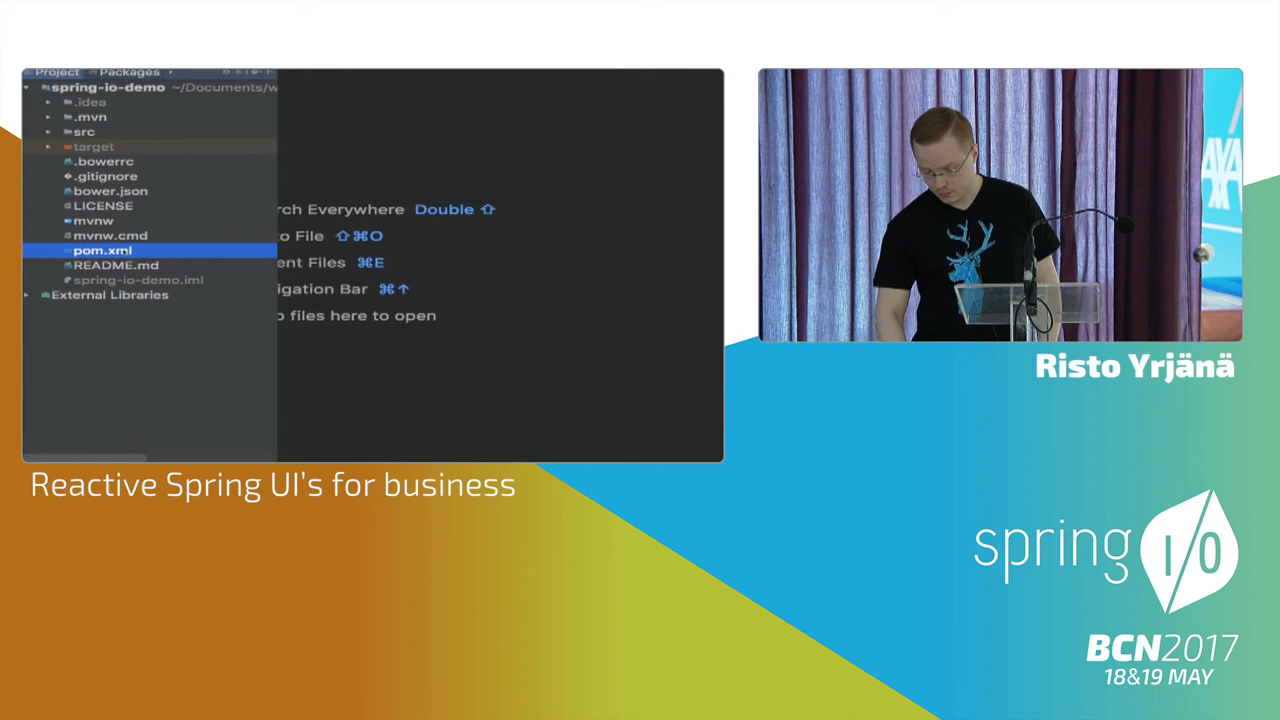 Project Packages
spring-io-demo ~/Documents/w
.idea
.mvn
src
target
.bowerrc
.gitignore
bower.json
LICENSE
mvnw
mvnw.cmd
pom.xml
README.md
spring-io-demo.iml
External Libraries
rch Everywhere Double ⇧
to File ⇧⌘O
ent Files ⌘E
igation Bar ⌘↑
files here to open
AXA
Risto Yrjänä
Reactive Spring UI's for business
spring I/O
BCN2017
18&19 MAY